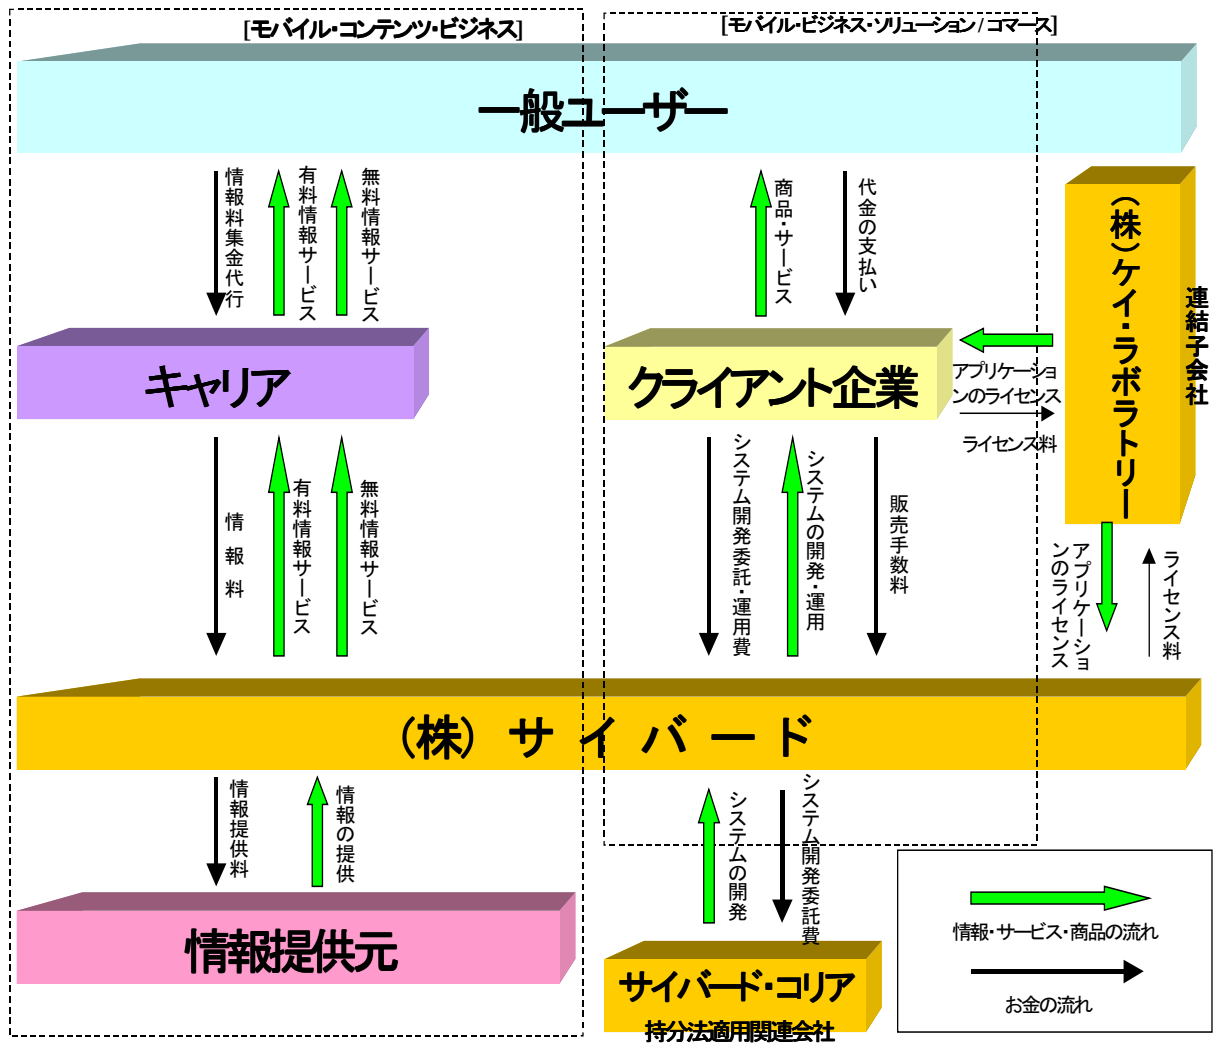 [モバイル・コンテンツ・ビジネス]
[モバイル・ビジネス・ソリューション/コマース]
一般ユーザー
情報料集金代行
有料情報サービス
無料情報サービス
商品・サービス
代金の支払い
(株)ケイ・ラボラトリー
連結子会社
キャリア
クライアント企業
アプリケーショ
ンのライセンス
ライセンス料
情報料
有料情報サービス
無料情報サービス
システム開発委託・運用費
システムの開発・運用
販売手数料
アプリケーショ
ンのライセンス
ライセンス料
(株)サイバード
情報提供料
情報の提供
システムの開発
システム開発委託費
情報提供元
サイバード・コリア
持分法適用関連会社
情報・サービス・商品の流れ
お金の流れ